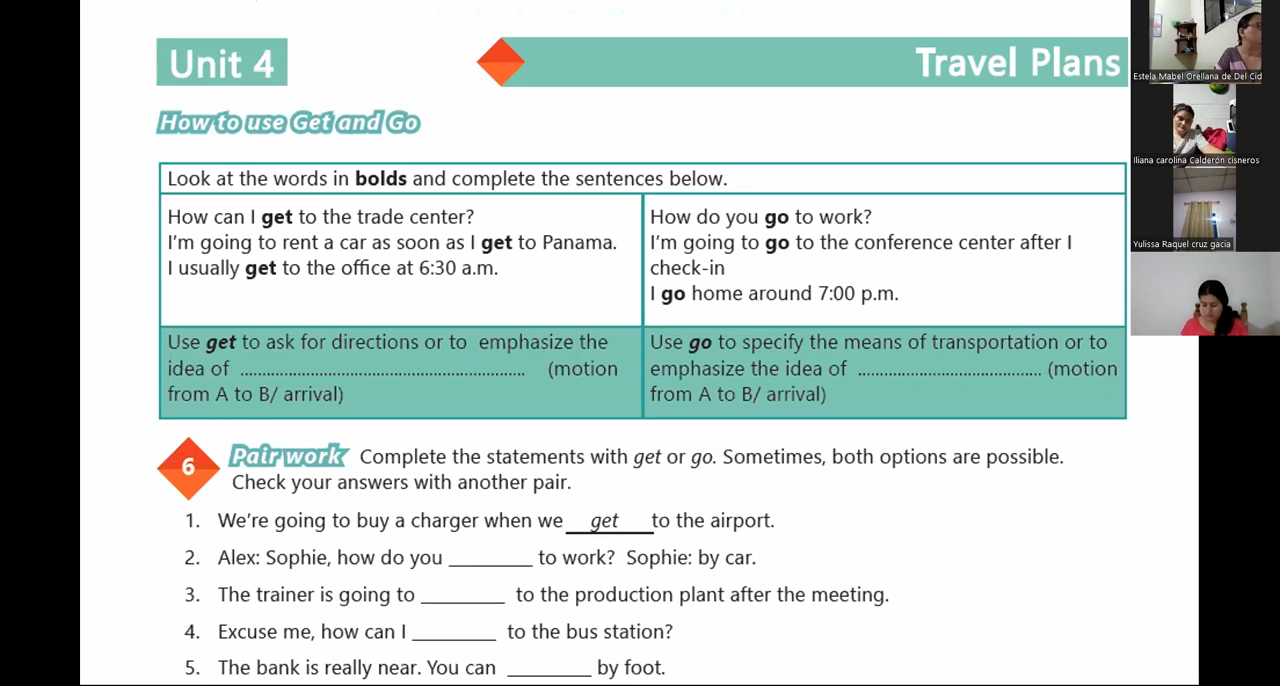 Unit 4
Travel Plans
How to use Get and Go
Look at the words in bolds and complete the sentences below.
How can I get to the trade center?
I'm going to rent a car as soon as I get to Panama.
I usually get to the office at 6:30 a.m.
How do you go to work?
I'm going to go to the conference center after I
check-in
I go home around 7:00 p.m.
Use get to ask for directions or to emphasize the
idea of ................................................................ (motion
from A to B/ arrival)
Use go to specify the means of transportation or to
emphasize the idea of ......................................... (motion
from A to B/ arrival)
6
Pair work Complete the statements with get or go. Sometimes, both options are possible.
Check your answers with another pair.
1. We're going to buy a charger when we __get__ to the airport.
2. Alex: Sophie, how do you ________ to work? Sophie: by car.
3. The trainer is going to ________ to the production plant after the meeting.
4. Excuse me, how can I ________ to the bus station?
5. The bank is really near. You can ________ by foot.
Estela Mabel Orellana de Del Cid
Iliana carolina Calderón cisneros
Yulissa Raquel cruz gacia